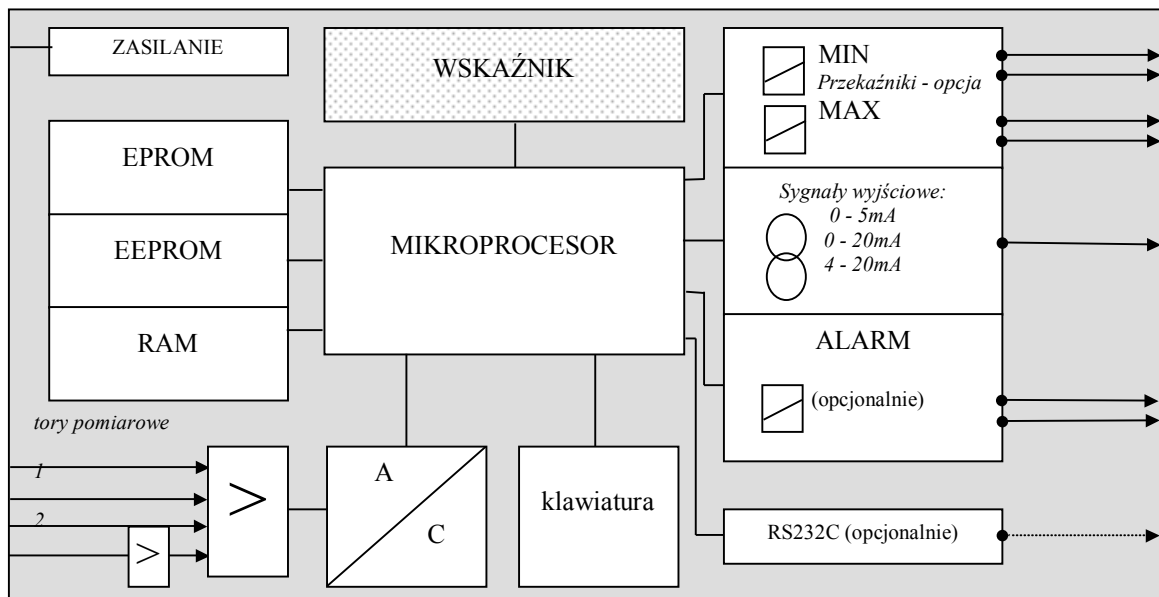 ZASILANIE
WSKAŹNIK
MIN
Przekaźniki - opcja
MAX
EPROM
EEPROM
RAM
MIKROPROCESOR
Sygnały wyjściowe:
0 - 5mA
0 - 20mA
4 - 20mA
ALARM
(opcjonalnie)
tory pomiarowe
1
2
>
>
A
C
klawiatura
RS232C (opcjonalnie)